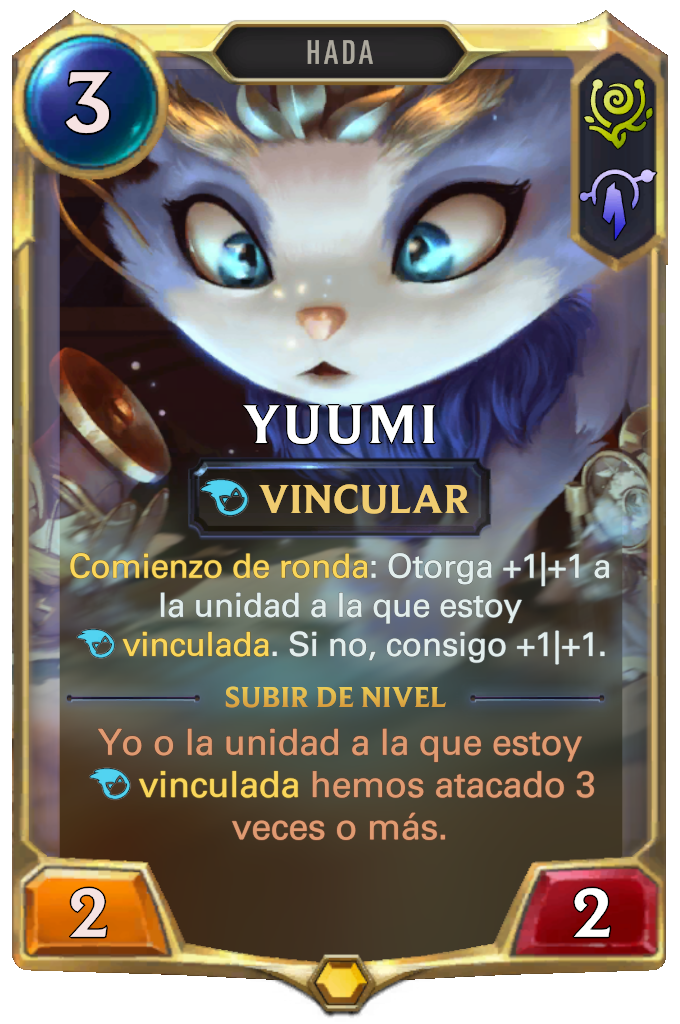 3
HADA
YUUMI
VINCULAR
Comienzo de ronda: Otorga +1|+1 a
la unidad a la que estoy
vinculada. Si no, consigo +1|+1.
SUBIR DE NIVEL
Yo o la unidad a la que estoy
vinculada hemos atacado 3
veces o más.
2
2